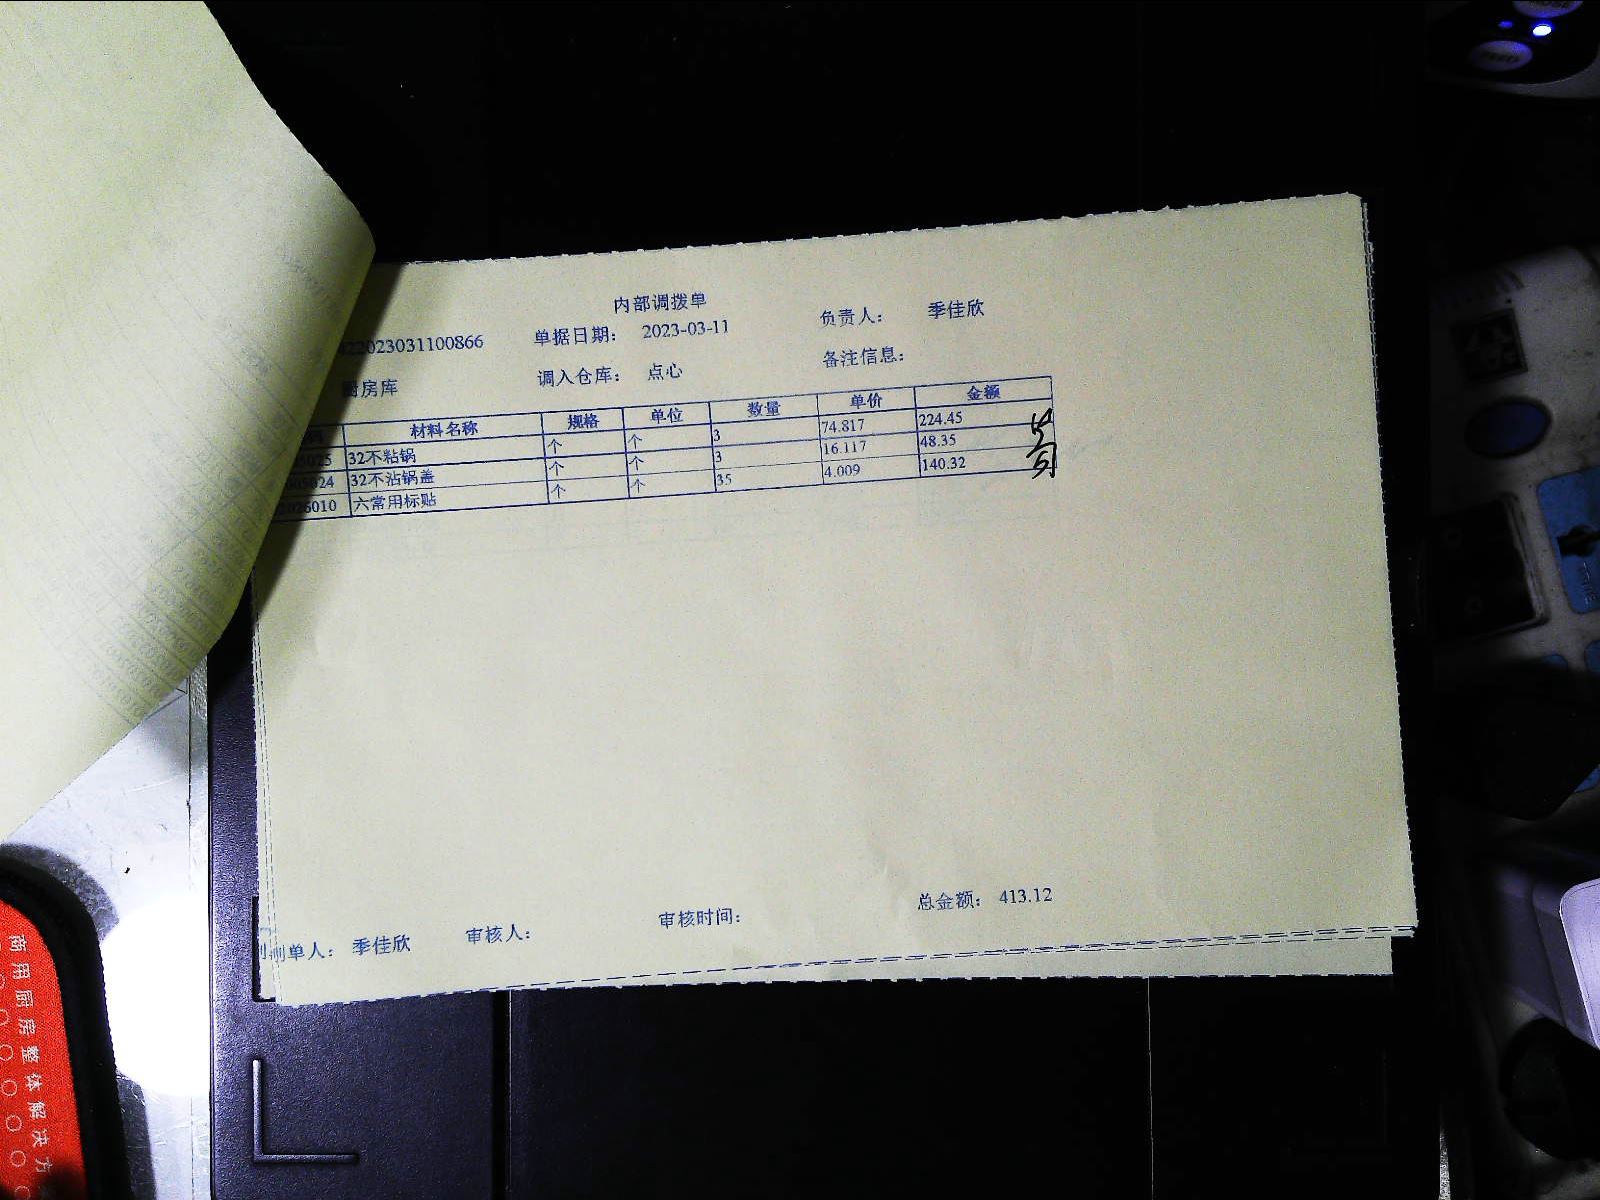 内部调拨单
22023031100866 单据日期： 2023-03-11 负责人： 季佳欣
厨房库 调入仓库： 点心 备注信息：
材料名称 规格 单位 数量 单价 金额
5025 32不粘锅 个 个 3 74.817 224.45
05024 32不沾锅盖 个 个 3 16.117 48.35
026010 六常用标贴 个 个 35 4.009 140.32
制单人： 季佳欣 审核人： 审核时间： 总金额： 413.12
商用厨房整体解决方